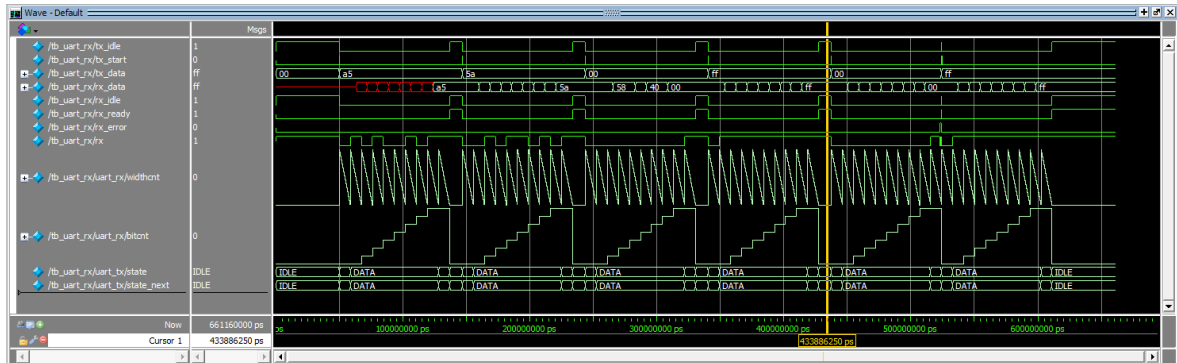 Wave - Default
Msgs
/tb_uart_rx/tx_idle 1
/tb_uart_rx/tx_start 0
/tb_uart_rx/tx_data ff 00 a5 5a 00 ff 00 ff
/tb_uart_rx/rx_data ff a5 5a 58 40 00 ff 00 ff
/tb_uart_rx/rx_idle 1
/tb_uart_rx/rx_ready 1
/tb_uart_rx/rx_error 0
/tb_uart_rx/rx 1
/tb_uart_rx/uart_rx/widthcnt 0
/tb_uart_rx/uart_rx/bitcnt 0
/tb_uart_rx/uart_tx/state IDLE IDLE DATA DATA DATA DATA DATA DATA IDLE
/tb_uart_rx/uart_tx/state_next IDLE IDLE DATA DATA DATA DATA DATA DATA IDLE
Now 661160000 ps ps 100000000 ps 200000000 ps 300000000 ps 400000000 ps 500000000 ps 600000000 ps
Cursor 1 433886250 ps 433886250 ps